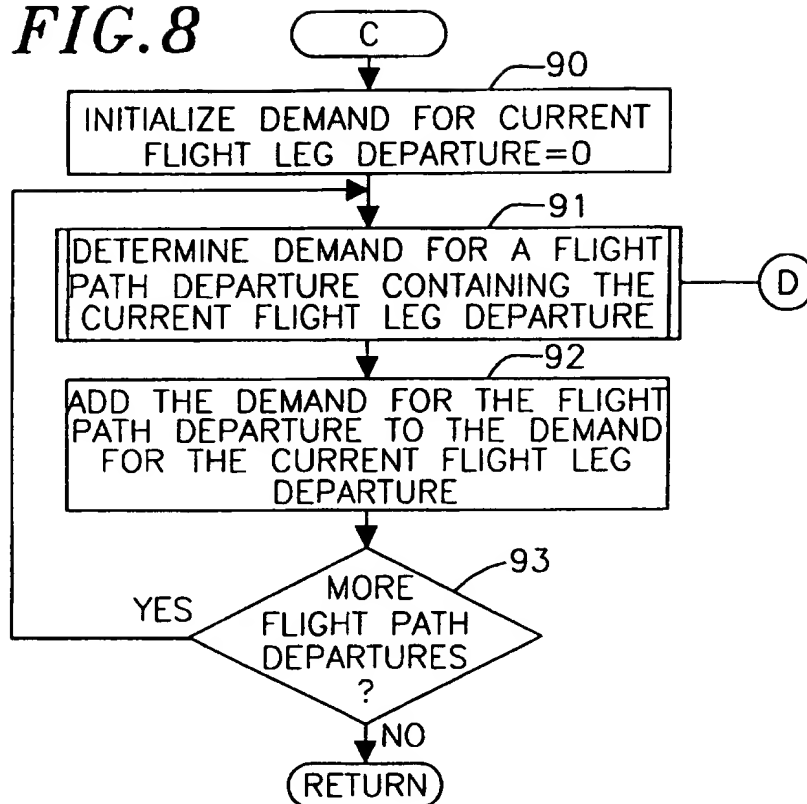 FIG.8
C
90
INITIALIZE DEMAND FOR CURRENT
FLIGHT LEG DEPARTURE=0
91
DETERMINE DEMAND FOR A FLIGHT
PATH DEPARTURE CONTAINING THE
CURRENT FLIGHT LEG DEPARTURE
D
92
ADD THE DEMAND FOR THE FLIGHT
PATH DEPARTURE TO THE DEMAND
FOR THE CURRENT FLIGHT LEG
DEPARTURE
93
MORE
FLIGHT PATH
DEPARTURES
?
YES
NO
RETURN